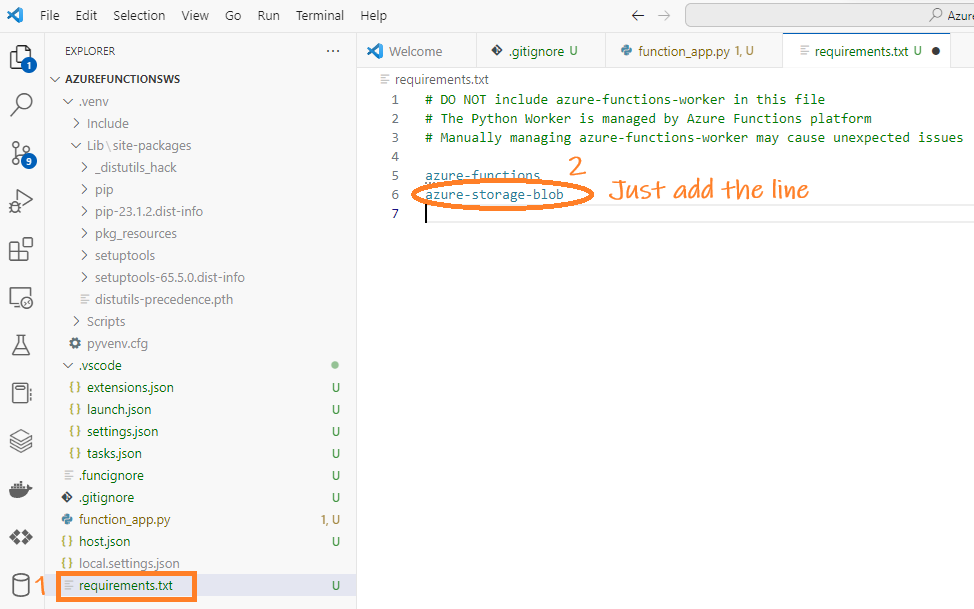 File Edit Selection View Go Run Terminal Help
Azure
EXPLORER
Welcome
.gitignore U
function_app.py 1, U
requirements.txt U
AZUREFUNCTIONSWS
requirements.txt
.venv
Include
Lib \ site-packages
_distutils_hack
pip
pip-23.1.2.dist-info
pkg_resources
setuptools
setuptools-65.5.0.dist-info
distutils-precedence.pth
Scripts
pyvenv.cfg
.vscode
extensions.json U
launch.json U
settings.json U
tasks.json U
.funcignore U
.gitignore U
function_app.py 1, U
host.json U
local.settings.json
requirements.txt U
1
1 # DO NOT include azure-functions-worker in this file
2 # The Python Worker is managed by Azure Functions platform
3 # Manually managing azure-functions-worker may cause unexpected issues
4
5 azure-functions
6 azure-storage-blob
7
2
Just add the line
1
9